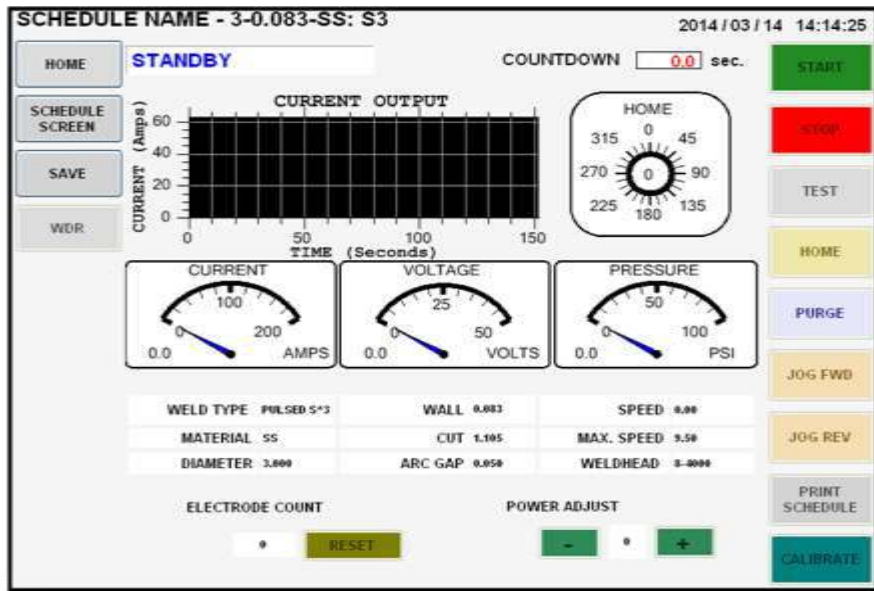 SCHEDULE NAME - 3-0.083-SS: S3
2014 / 03 / 14 14:14:25
HOME
STANDBY
COUNTDOWN 0.0 sec.
START
SCHEDULE
SCREEN
SAVE
WDR
CURRENT OUTPUT
CURRENT (Amps)
60
40
20
0
0 50 100 150
TIME (Seconds)
HOME
0
45
90
135
180
225
270
315
0
STOP
TEST
HOME
PURGE
JOG FWD
JOG REV
PRINT
SCHEDULE
CALIBRATE
CURRENT
100
0 200
0.0 AMPS
VOLTAGE
25
0 50
0.0 VOLTS
PRESSURE
50
0 100
0.0 PSI
WELD TYPE PULSED S^3 WALL 0.083 SPEED 0.00
MATERIAL SS CUT 1.105 MAX. SPEED 9.50
DIAMETER 3.000 ARC GAP 0.050 WELDHEAD 8-4000
ELECTRODE COUNT
0 RESET
POWER ADJUST
- 0 +